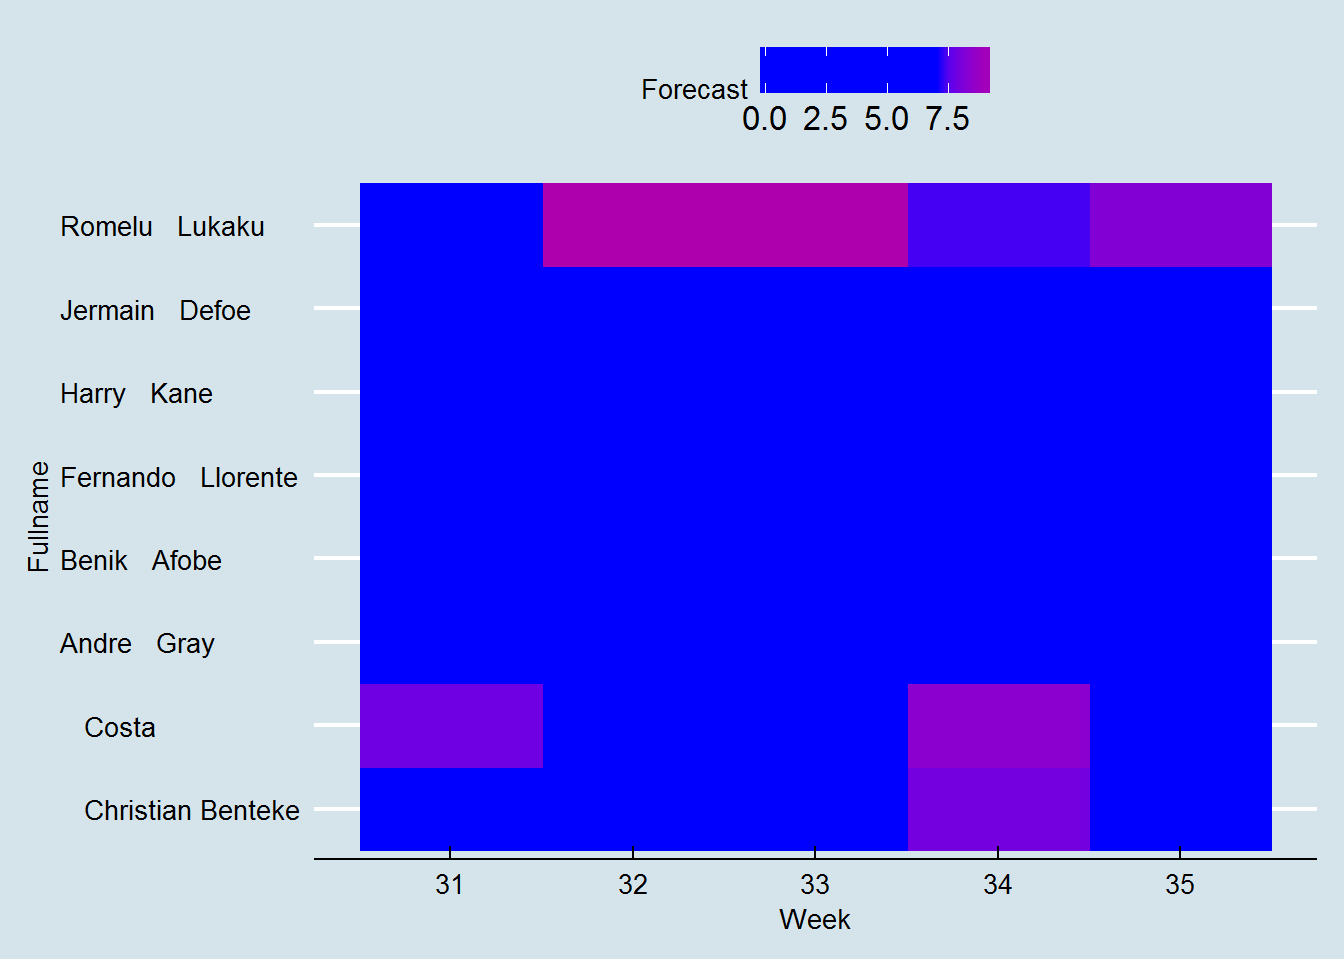 Forecast
0.0 2.5 5.0 7.5
Fullname
Romelu Lukaku
Jermain Defoe
Harry Kane
Fernando Llorente
Benik Afobe
Andre Gray
Costa
Christian Benteke
31 32 33 34 35
Week